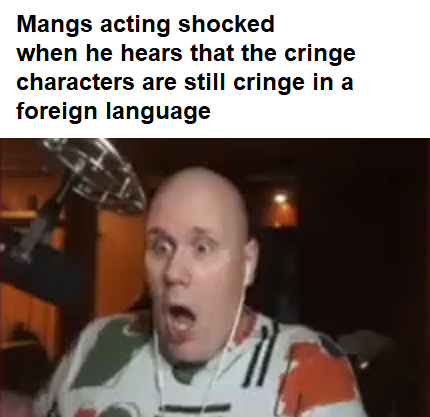 Mangs acting shocked
when he hears that the cringe
characters are still cringe in a
foreign language